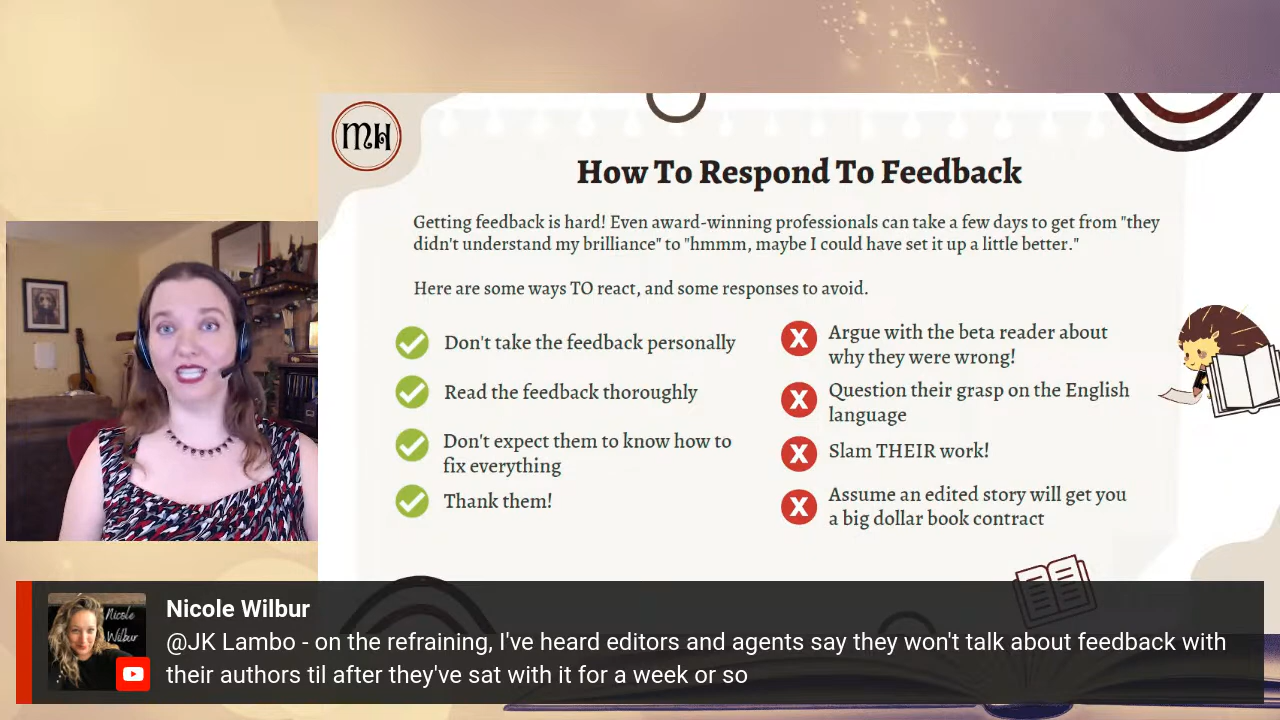 MH
How To Respond To Feedback
Getting feedback is hard! Even award-winning professionals can take a few days to get from "they
didn't understand my brilliance" to "hmmm, maybe I could have set it up a little better."
Here are some ways TO react, and some responses to avoid.
Don't take the feedback personally
Read the feedback thoroughly
Don't expect them to know how to
fix everything
Thank them!
X Argue with the beta reader about
why they were wrong!
X Question their grasp on the English
language
X Slam THEIR work!
X Assume an edited story will get you
a big dollar book contract
Nicole
Wilbur
Nicole Wilbur
@JK Lambo - on the refraining, I've heard editors and agents say they won't talk about feedback with
their authors til after they've sat with it for a week or so